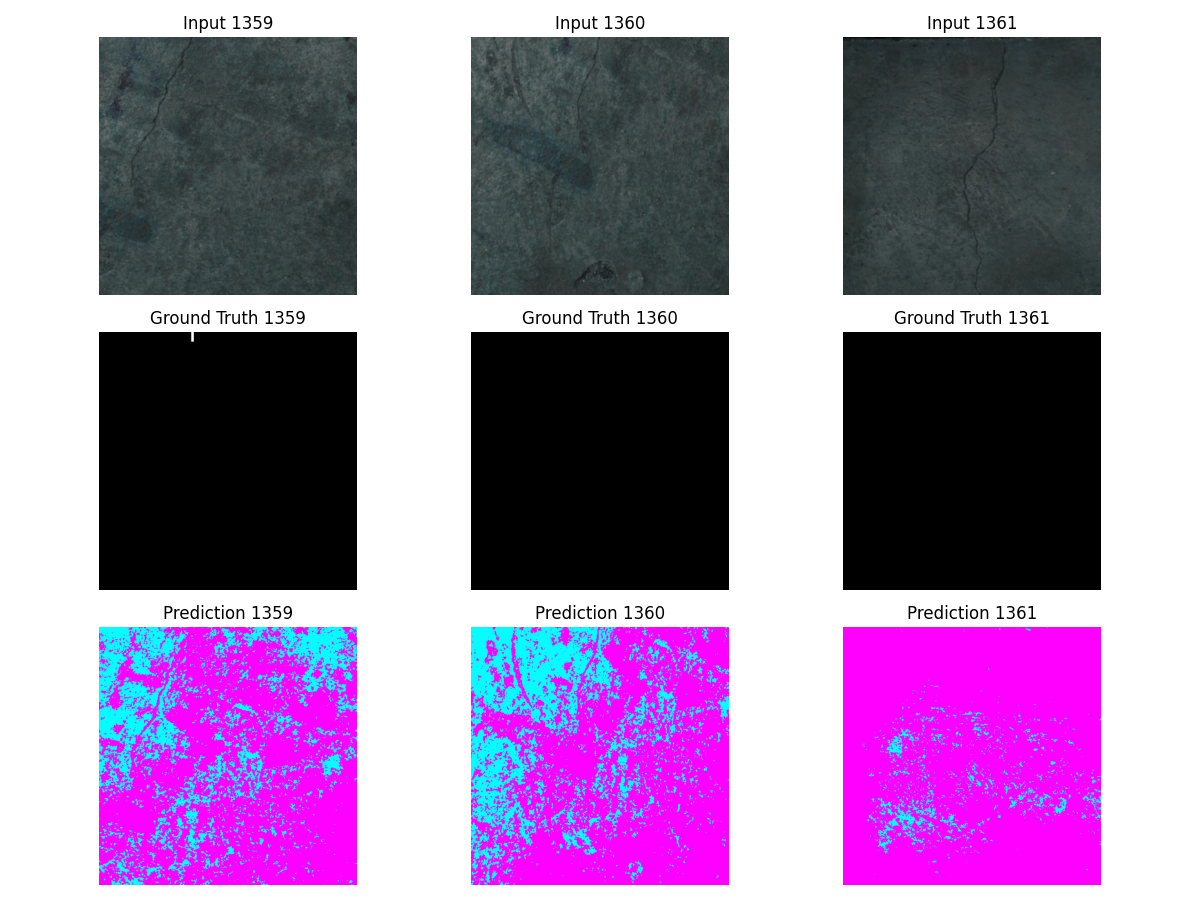 Input 1359
Input 1360
Input 1361
Ground Truth 1359
Ground Truth 1360
Ground Truth 1361
Prediction 1359
Prediction 1360
Prediction 1361